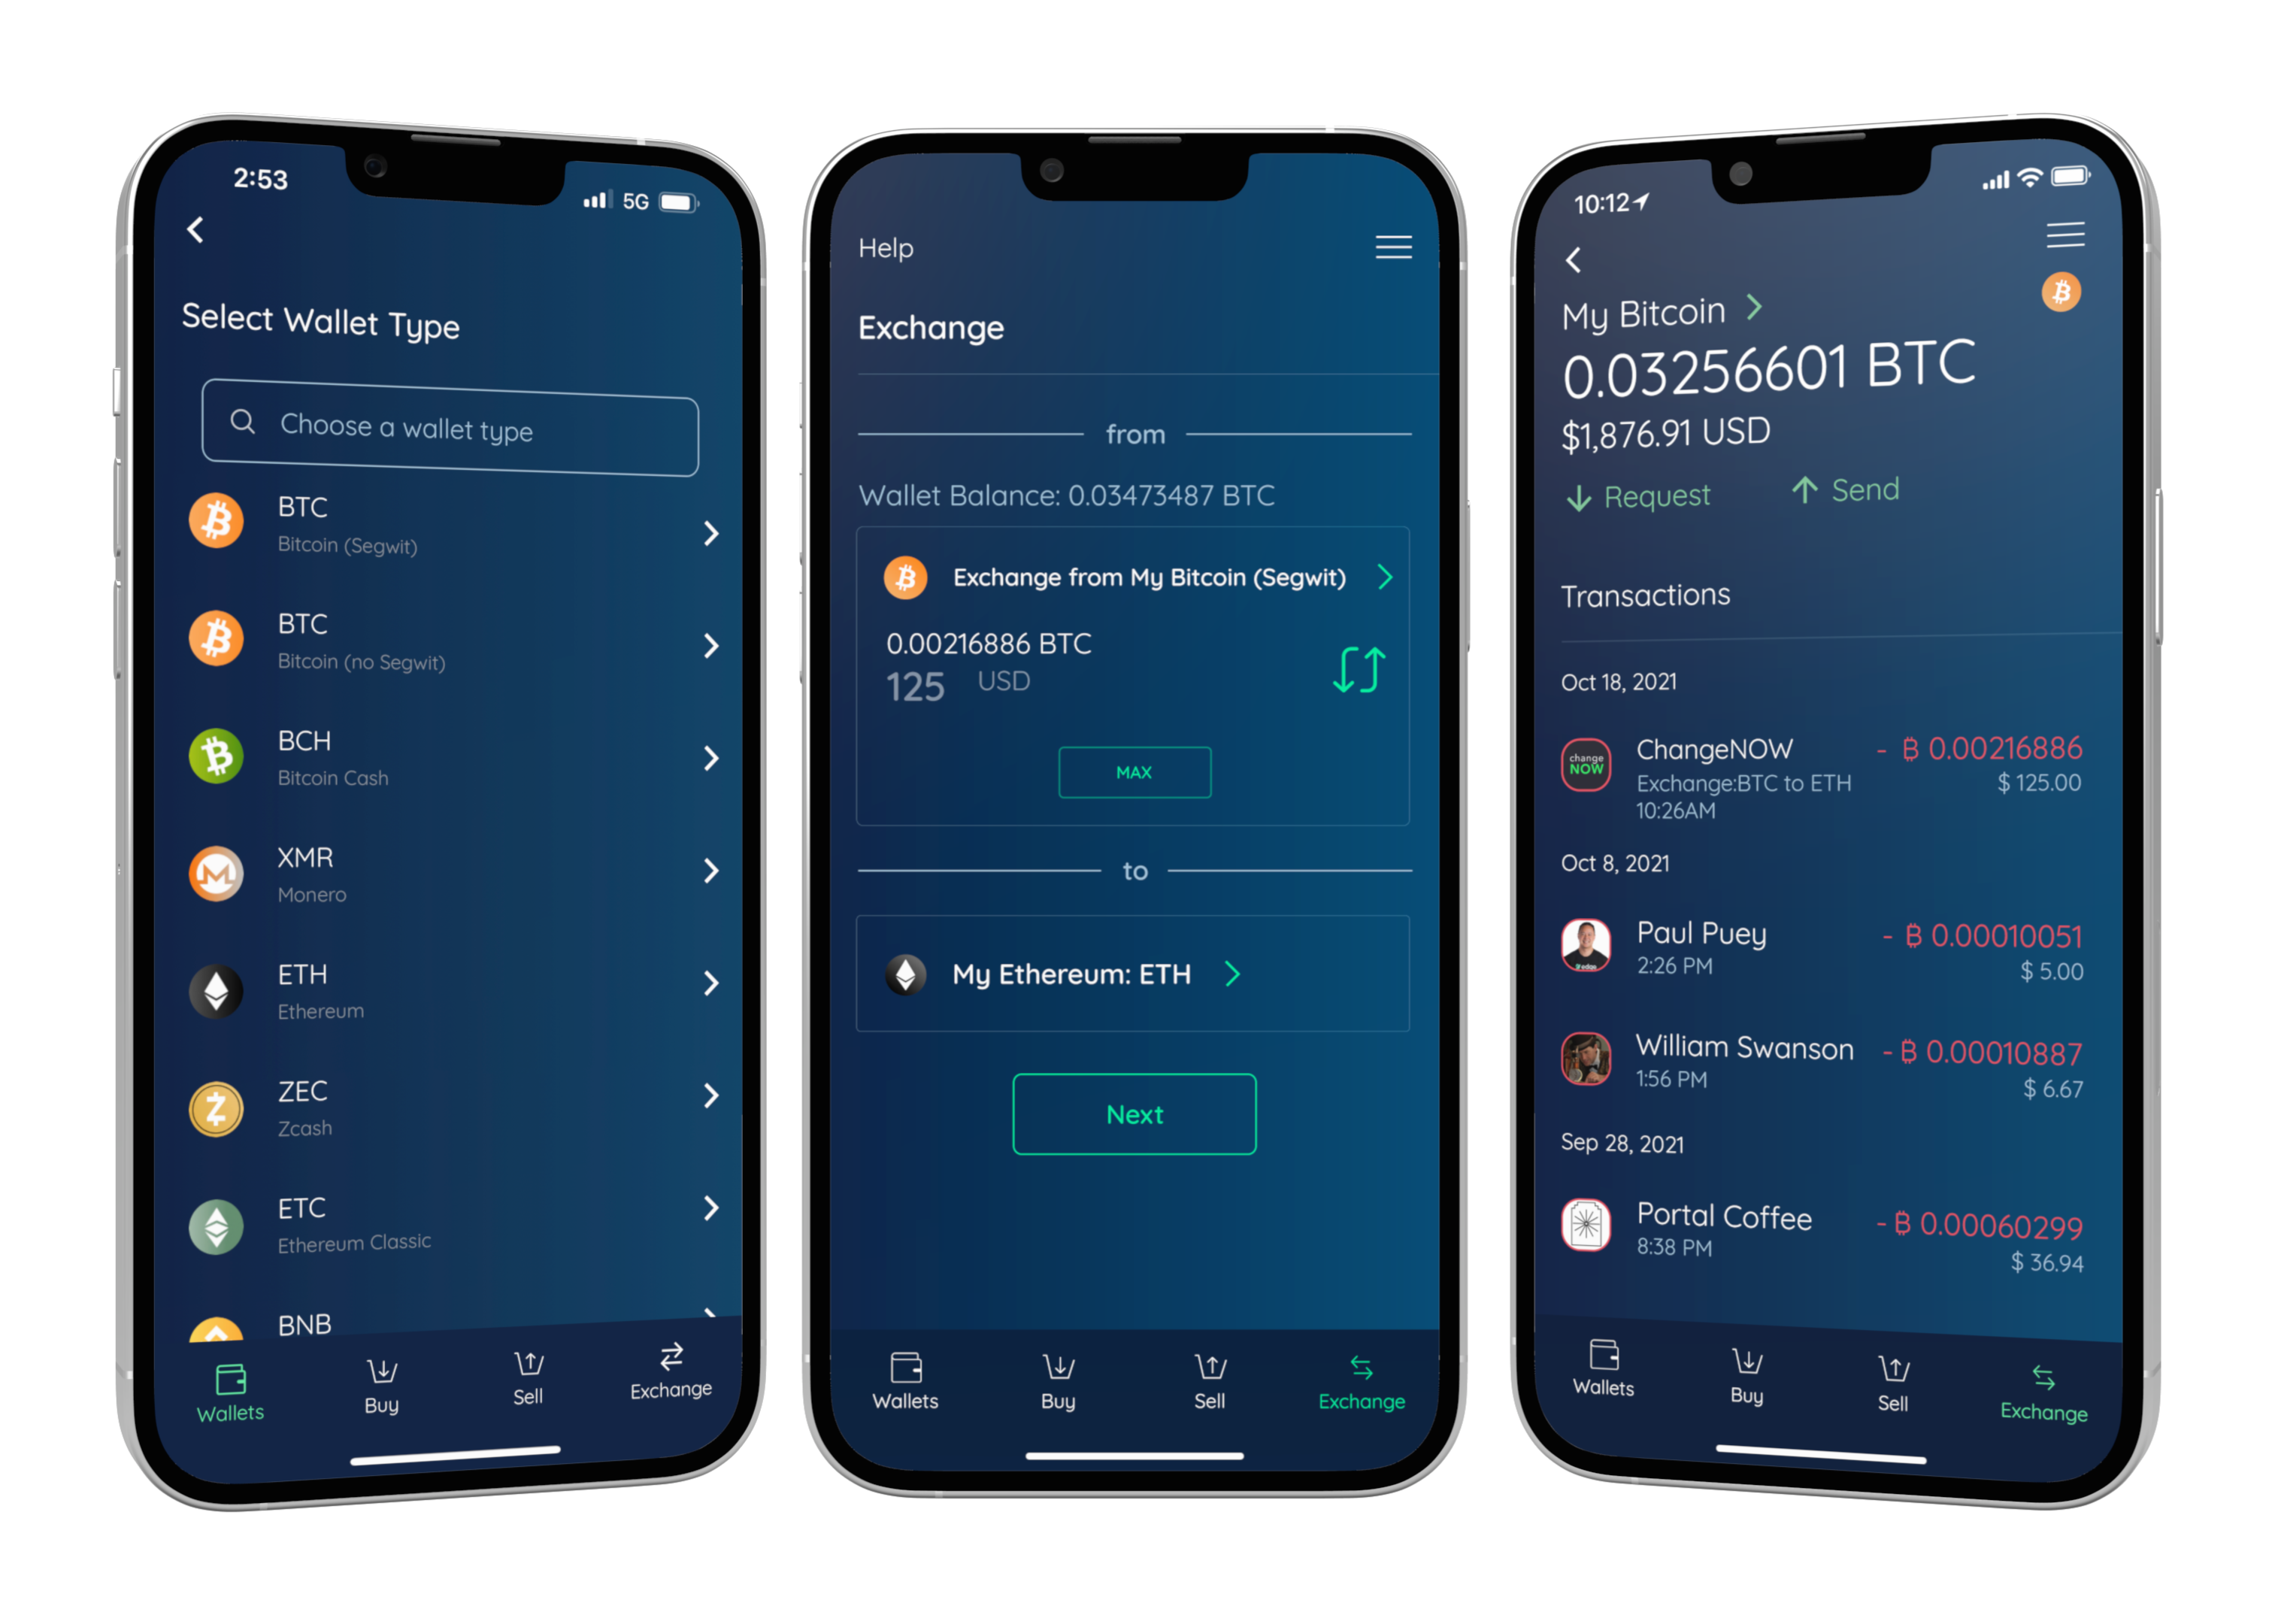 2:53
5G
Select Wallet Type
Choose a wallet type
BTC
Bitcoin (Segwit)
BTC
Bitcoin (no Segwit)
BCH
Bitcoin Cash
XMR
Monero
ETH
Ethereum
ZEC
Zcash
ETC
Ethereum Classic
BNB
Wallets
Buy
Sell
Exchange
Help
Exchange
from
Wallet Balance: 0.03473487 BTC
Exchange from My Bitcoin (Segwit)
0.00216886 BTC
125 USD
MAX
to
My Ethereum: ETH
Next
Wallets
Buy
Sell
Exchange
10:12
My Bitcoin
0.03256601 BTC
$1,876.91 USD
Request
Send
Transactions
Oct 18, 2021
change
NOW
ChangeNOW
- ₿ 0.00216886
Exchange:BTC to ETH
$ 125.00
10:26AM
Oct 8, 2021
edge
Paul Puey
- ₿ 0.00010051
2:26 PM
$ 5.00
William Swanson
- ₿ 0.00010887
1:56 PM
$ 6.67
Sep 28, 2021
Portal Coffee
- ₿ 0.00060299
8:38 PM
$ 36.94
Wallets
Buy
Sell
Exchange